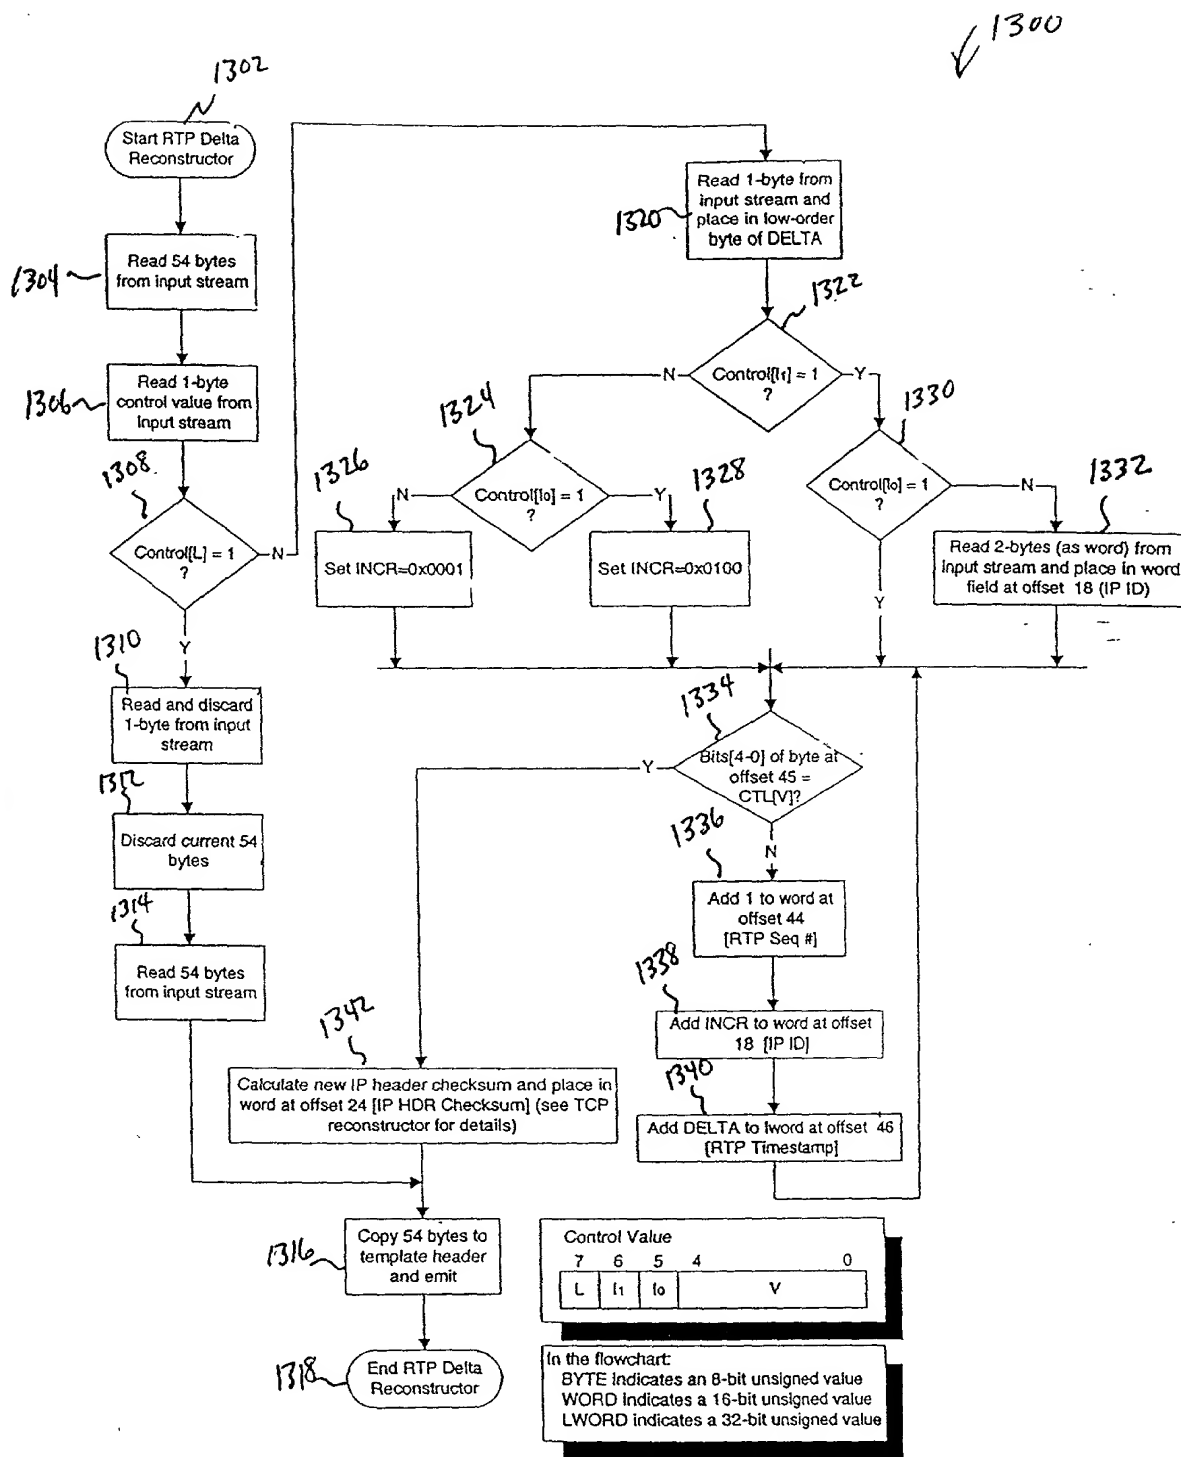 1300
1302
Start RTP Delta
Reconstructor
1304
Read 54 bytes
from input stream
1306
Read 1-byte
control value from
input stream
1308
Control[L] = 1
?
N
Y
1310
Read and discard
1-byte from input
stream
1312
Discard current 54
bytes
1314
Read 54 bytes
from input stream
1320
Read 1-byte from
input stream and
place in low-order
byte of DELTA
1322
Control[I1] = 1
?
N
Y
1324
Control[I0] = 1
?
N
Y
1326
Set INCR=0x0001
1328
Set INCR=0x0100
1330
Control[I0] = 1
?
N
Y
1332
Read 2-bytes (as word) from
input stream and place in word
field at offset 18 (IP ID)
1334
Bits[4-0] of byte at
offset 45 =
CTL[V]?
Y
N
1336
Add 1 to word at
offset 44
[RTP Seq #]
1338
Add INCR to word at offset
18 [IP ID]
1340
Add DELTA to lword at offset 46
[RTP Timestamp]
1342
Calculate new IP header checksum and place in
word at offset 24 [IP HDR Checksum] (see TCP
reconstructor for details)
1316
Copy 54 bytes to
template header
and emit
1318
End RTP Delta
Reconstructor
Control Value
7 6 5 4 0
L I1 I0 V
In the flowchart:
BYTE indicates an 8-bit unsigned value
WORD indicates a 16-bit unsigned value
LWORD indicates a 32-bit unsigned value